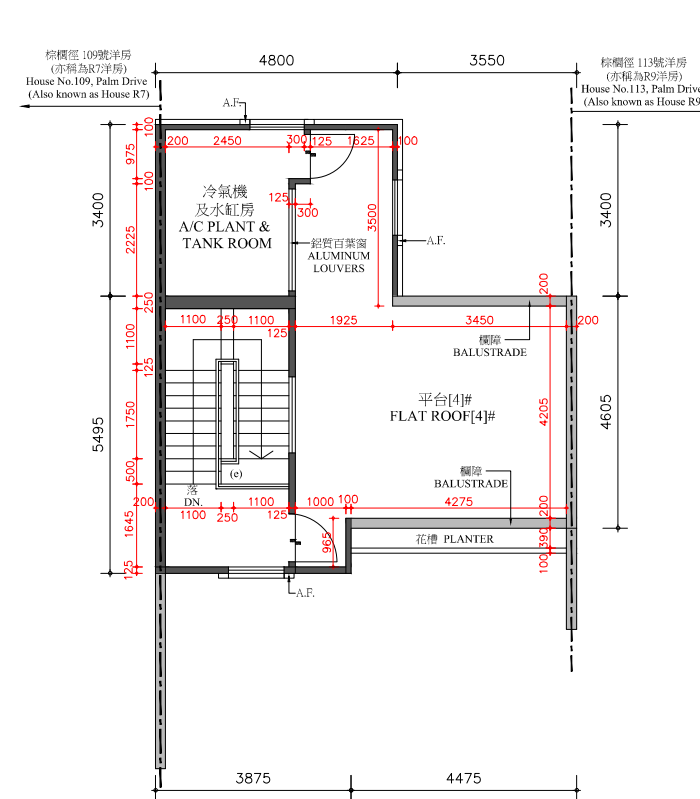 4800
3550
棕櫚徑 109號洋房
(亦稱為R7洋房)
House No.109, Palm Drive
(Also known as House R7)
棕櫚徑 113號洋房
(亦稱為R9洋房)
House No.113, Palm Drive
(Also known as House R9
A.F.
100
200
2450
300
125
1625
100
975
100
冷氣機
及水缸房
A/C PLANT &
TANK ROOM
125
300
3500
3400
3400
2225
鋁質百葉窗
ALUMINUM
LOUVERS
A.F.
250
200
1100
250
1100
125
1925
3450
200
1100
125
欄障
BALUSTRADE
平台[4]#
FLAT ROOF[4]#
1750
4205
4605
5495
(e)
欄障
BALUSTRADE
500
落
DN.
200
1100
250
1100
125
1000
100
4275
200
1645
965
花槽 PLANTER
390
100
125
A.F.
3875
4475